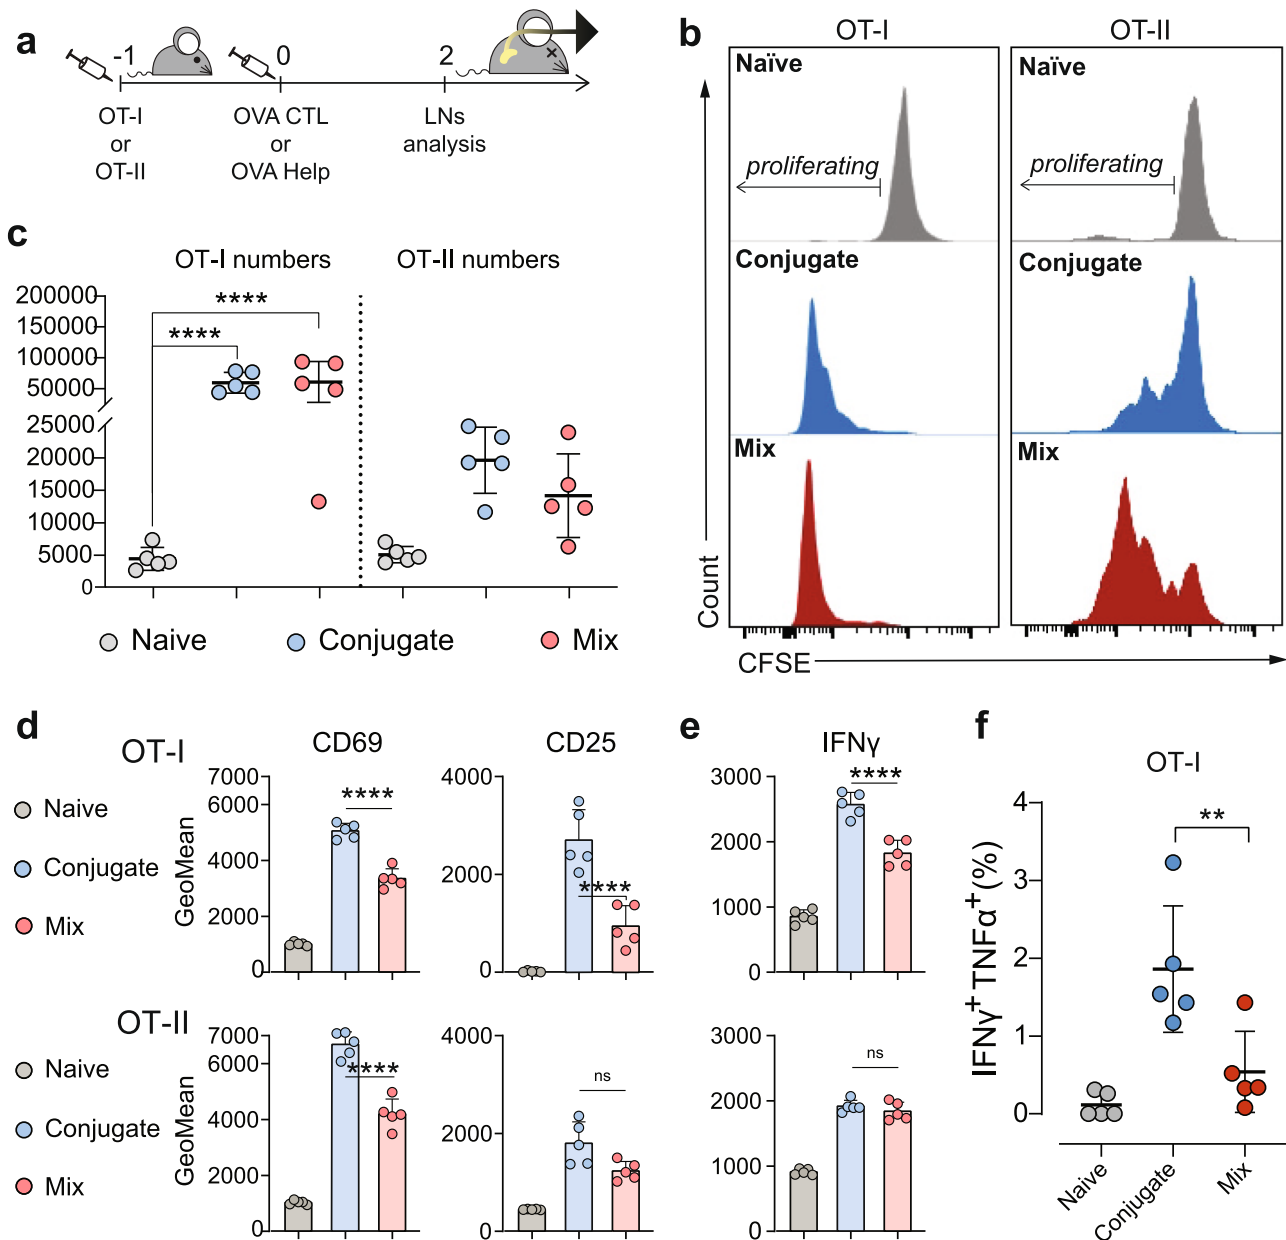 a
-1
0
2
OT-I
or
OT-II
OVA CTL
or
OVA Help
LNs
analysis
b
OT-I
OT-II
Naïve
proliferating
Conjugate
Mix
Naïve
proliferating
Conjugate
Mix
Count
CFSE
c
OT-I numbers
OT-II numbers
200000
150000
100000
50000
25000
20000
15000
10000
5000
0
****
****
Naive
Conjugate
Mix
d
OT-I
Naive
Conjugate
Mix
CD69
GeoMean
7000
6000
4000
2000
0
****
CD25
4000
2000
0
****
OT-II
Naive
Conjugate
Mix
GeoMean
7000
6000
4000
2000
0
****
4000
2000
0
ns
e
IFNγ
3000
2000
1000
0
****
3000
2000
1000
0
ns
f
OT-I
IFNγ+ TNFα+ (%)
4
3
2
1
0
**
Naive
Conjugate
Mix